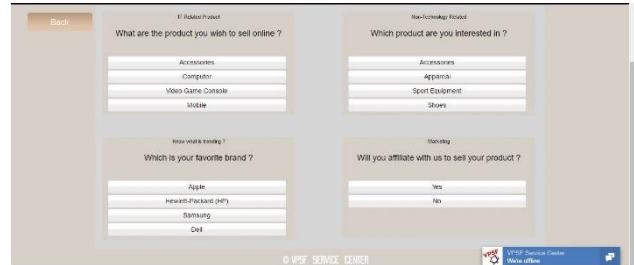 Back
IT Related Product
What are the product you wish to sell online ?
Accessories
Computer
Video Game Console
Mobile
Non-Technology Related
Which product are you interested in ?
Accessories
Apparcal
Sport Equipment
Shoes
Know what is trending ?
Which is your favorite brand ?
Apple
Hewlett-Packard (HP)
Samsung
Dell
Marketing
Will you affiliate with us to sell your product ?
Yes
No
© VPSF SERVICE CENTER
VPSF
VPSF Service Center
We're offline